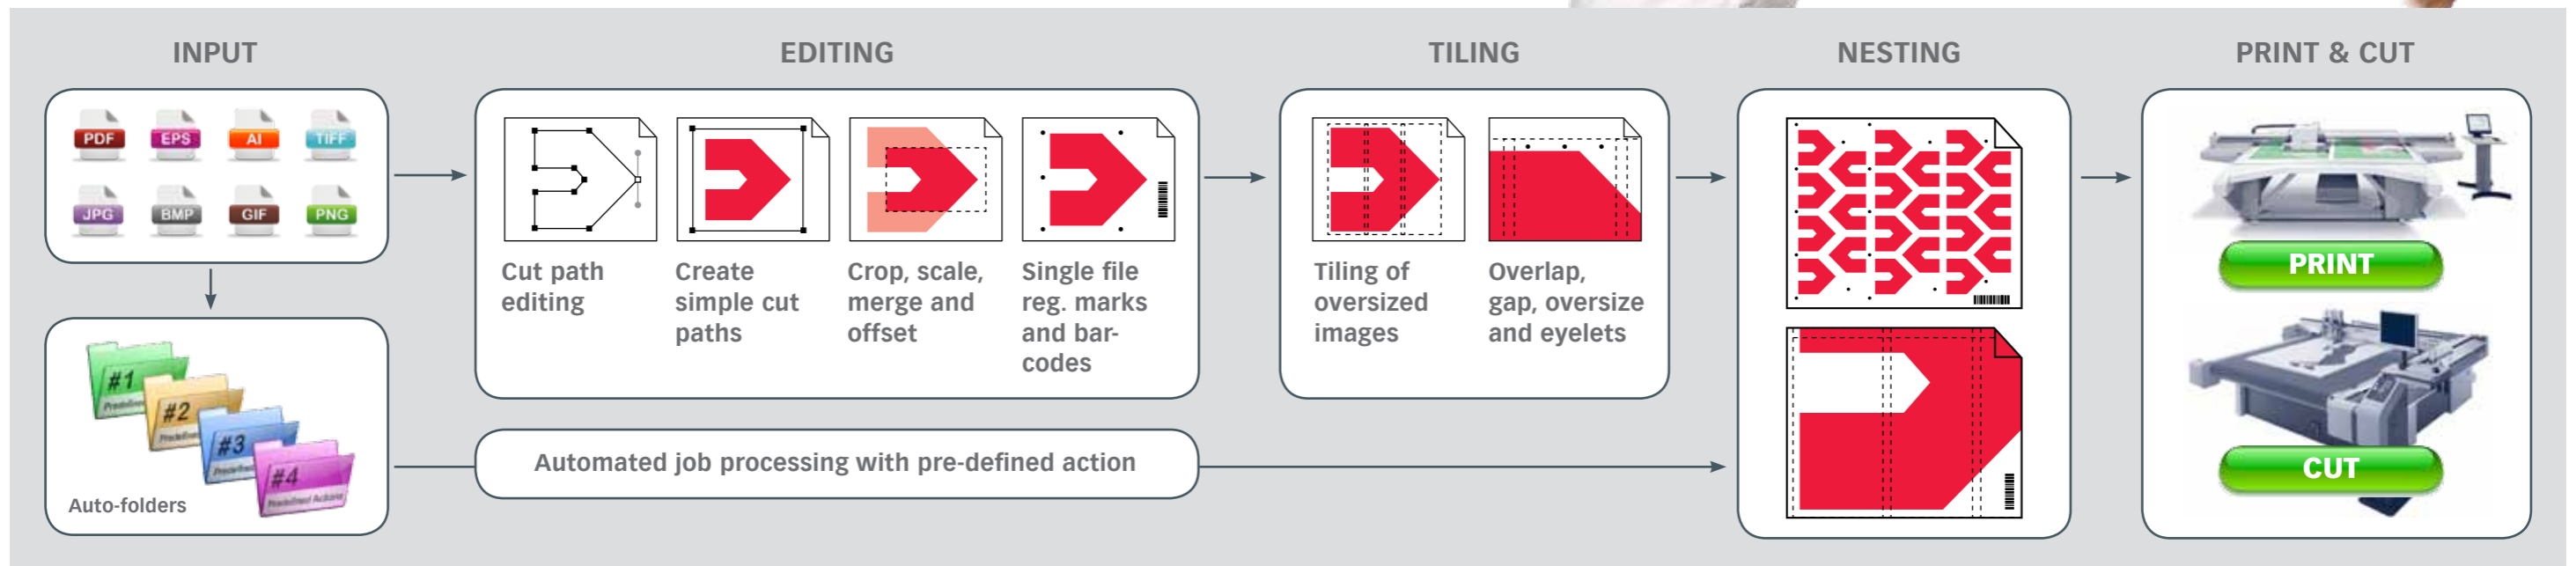 INPUT
EDITING
TILING
NESTING
PRINT & CUT
PDF
EPS
AI
TIFF
JPG
BMP
GIF
PNG
Cut path
editing
Create
simple cut
paths
Crop, scale,
merge and
offset
Single file
reg. marks
and bar-
codes
Tiling of
oversized
images
Overlap,
gap, oversize
and eyelets
PRINT
CUT
#1
#2
#3
#4
Predefined Actions
Auto-folders
Automated job processing with pre-defined action